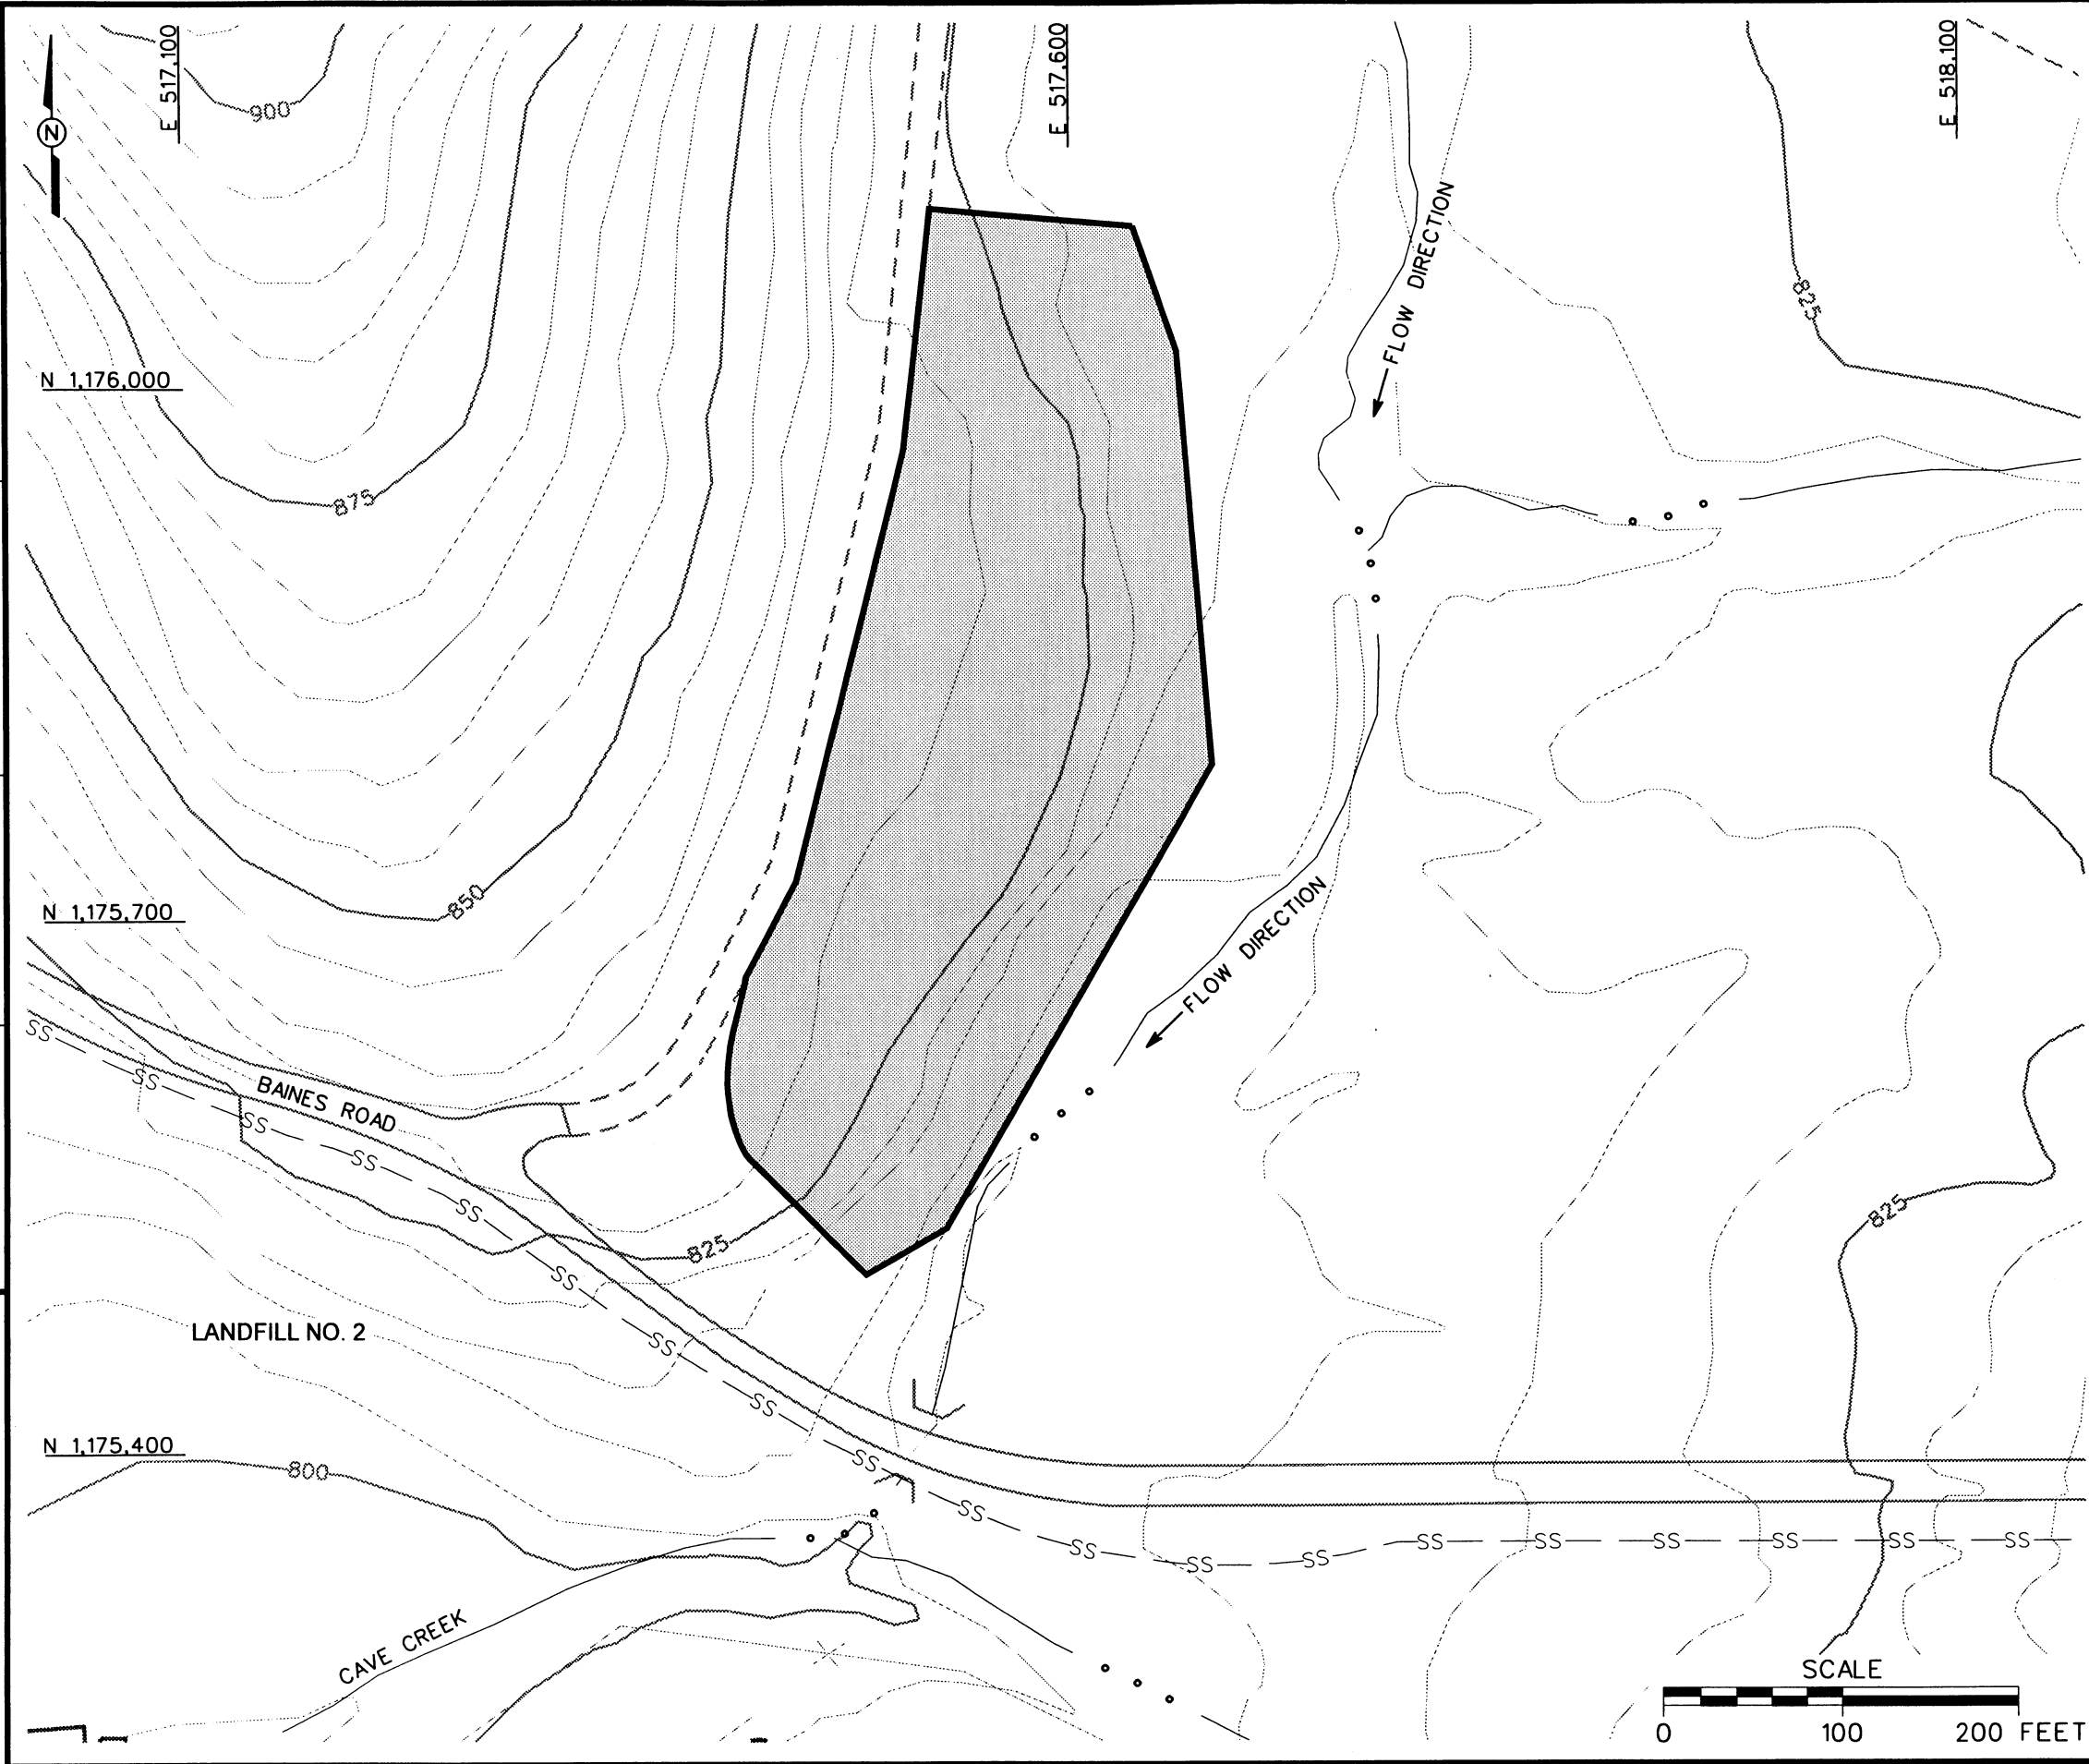 E 517,100
E 517,600
E 518,100
N
900
FLOW DIRECTION
825
N 1,176,000
875
850
N 1,175,700
FLOW DIRECTION
SS
SS
BAINES ROAD
SS
SS
SS
825
825
SS
LANDFILL NO. 2
SS
SS
N 1,175,400
SS
800
SS
SS
SS
SS
SS
SS
SS
SS
SS
SS
CAVE CREEK
SCALE
0 100 200 FEET